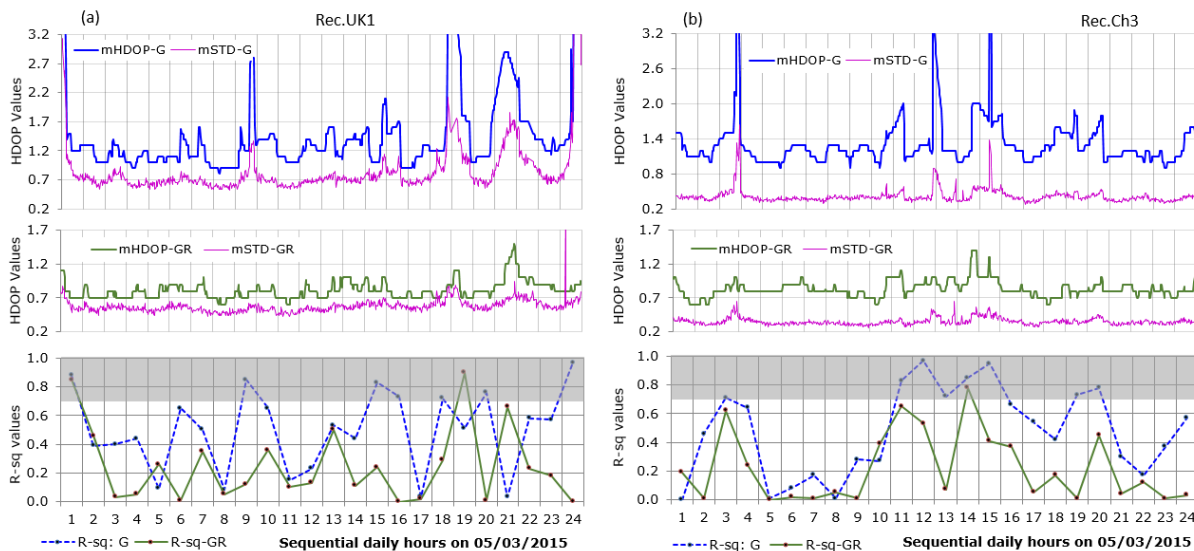 (a) Rec.UK1
HDOP Values
3.2
2.7
2.2
1.7
1.2
0.7
0.2
mHDOP-G mSTD-G
HDOP Values
1.7
1.2
0.7
0.2
mHDOP-GR mSTD-GR
R-sq values
1.0
0.8
0.6
0.4
0.2
0.0
1 2 3 4 5 6 7 8 9 10 11 12 13 14 15 16 17 18 19 20 21 22 23 24
R-sq: G R-sq-GR Sequential daily hours on 05/03/2015
(b) Rec.Ch3
HDOP Values
3.2
2.6
2.0
1.4
0.8
0.2
mHDOP-G mSTD-G
HDOP Values
1.7
1.2
0.7
0.2
mHDOP-GR mSTD-GR
R-sq values
1.0
0.8
0.6
0.4
0.2
0.0
1 2 3 4 5 6 7 8 9 10 11 12 13 14 15 16 17 18 19 20 21 22 23 24
R-sq: G R-sq-GR Sequential daily hours on 05/03/2015